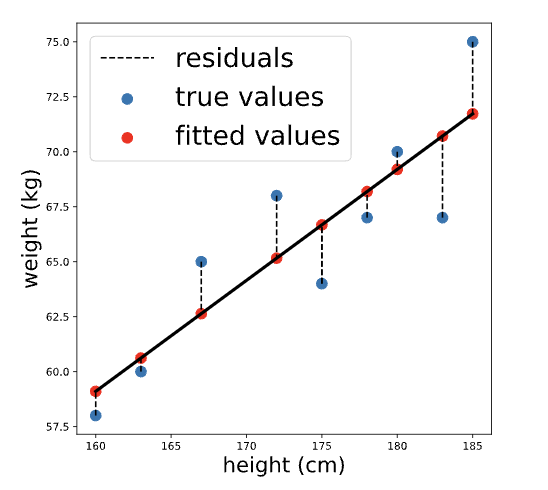 75.0
72.5
70.0
67.5
65.0
62.5
60.0
57.5
weight (kg)
residuals
true values
fitted values
160 165 170 175 180 185
height (cm)